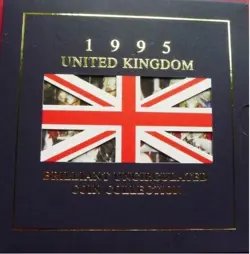 1995
UNITED KINGDOM
BRILLIANT UNCIRCULATED
COIN COLLECTION